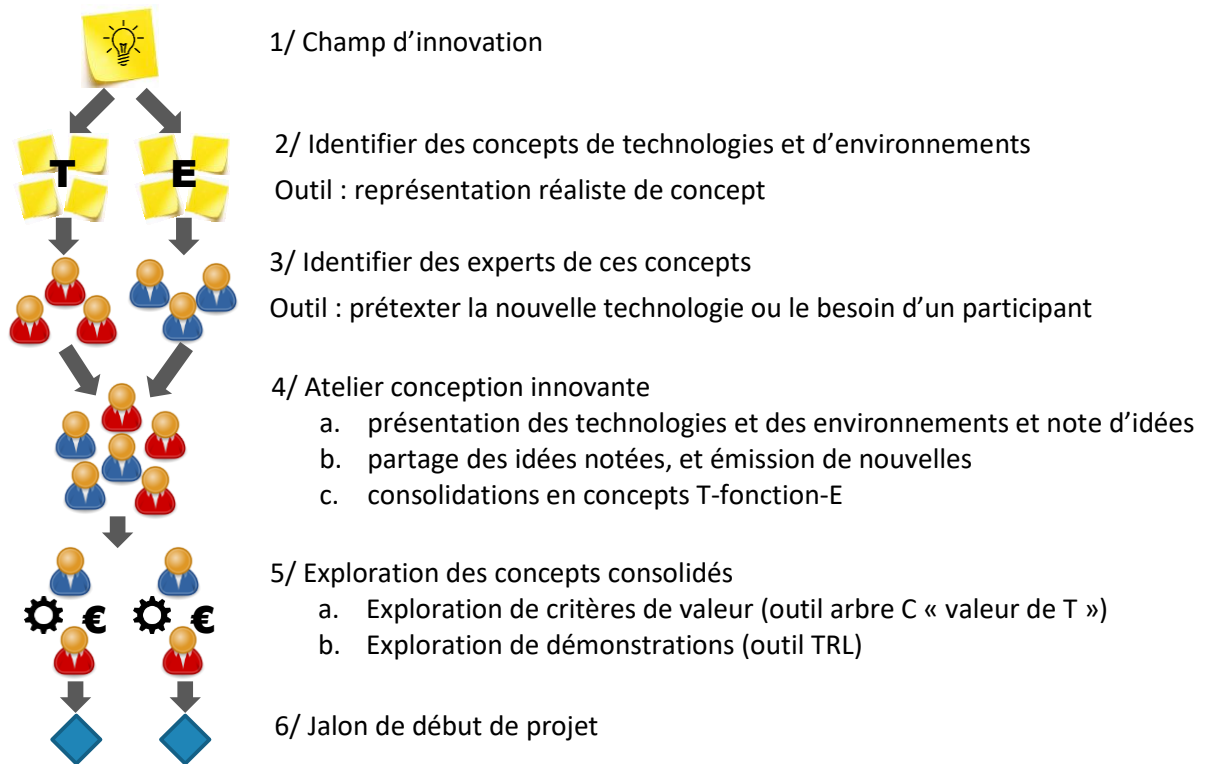 1/ Champ d’innovation
T E
2/ Identifier des concepts de technologies et d’environnements
Outil : représentation réaliste de concept
3/ Identifier des experts de ces concepts
Outil : prétexter la nouvelle technologie ou le besoin d’un participant
4/ Atelier conception innovante
a. présentation des technologies et des environnements et note d’idées
b. partage des idées notées, et émission de nouvelles
c. consolidations en concepts T-fonction-E
5/ Exploration des concepts consolidés
€ €
a. Exploration de critères de valeur (outil arbre C « valeur de T »)
b. Exploration de démonstrations (outil TRL)
6/ Jalon de début de projet